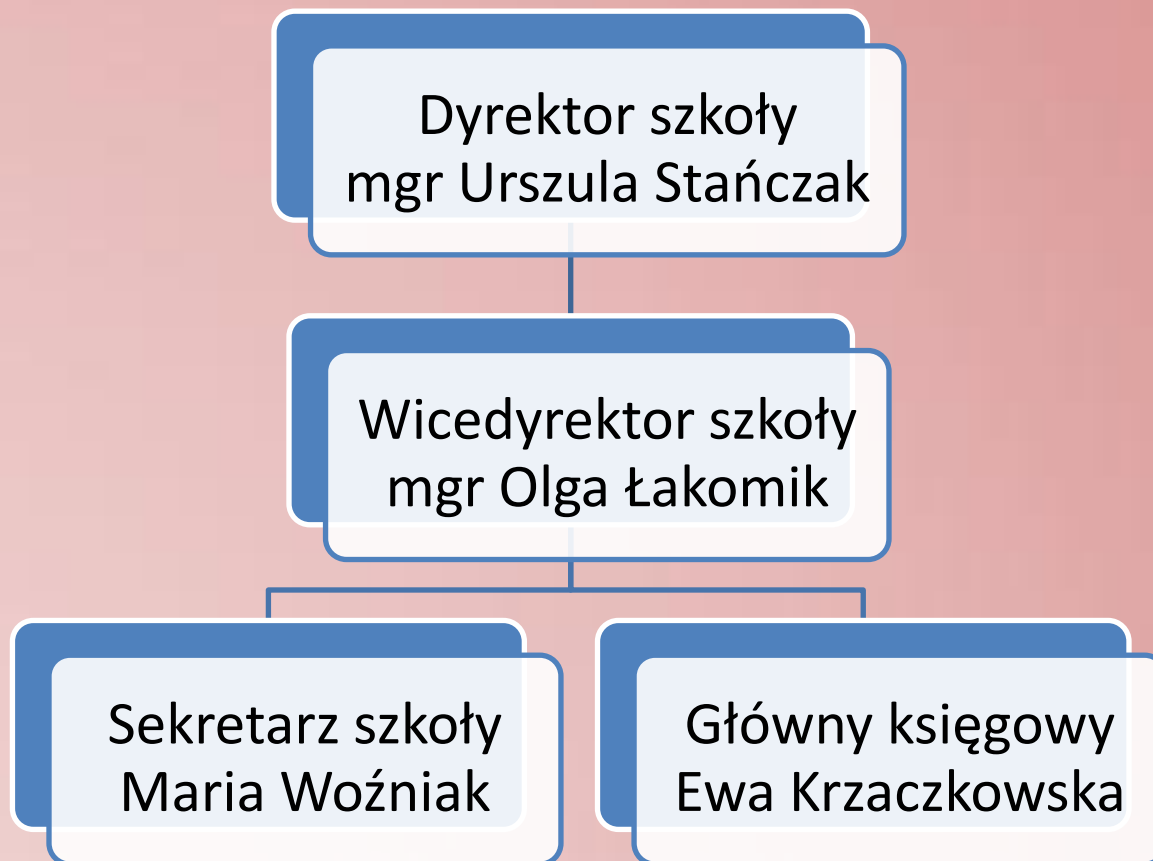 Dyrektor szkoły
mgr Urszula Stańczak
Wicedyrektor szkoły
mgr Olga Łakomik
Sekretarz szkoły
Maria Woźniak
Główny księgowy
Ewa Krzaczkowska